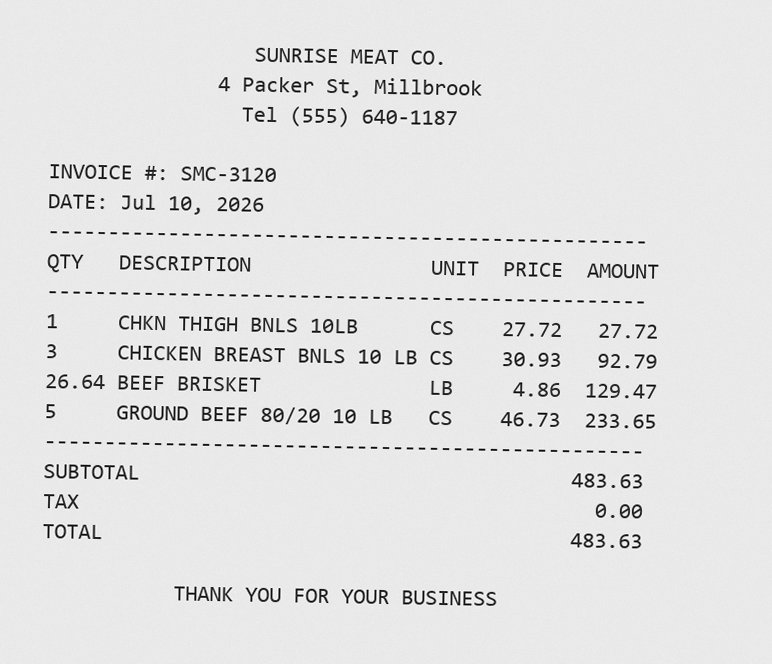 SUNRISE MEAT CO.
4 Packer St, Millbrook
Tel (555) 640-1187
INVOICE #: SMC-3120
DATE: Jul 10, 2026
--------------------------------------------------
QTY   DESCRIPTION               UNIT  PRICE  AMOUNT
--------------------------------------------------
1     CHKN THIGH BNLS 10LB      CS    27.72   27.72
3     CHICKEN BREAST BNLS 10 LB CS    30.93   92.79
26.64 BEEF BRISKET              LB     4.86  129.47
5     GROUND BEEF 80/20 10 LB   CS    46.73  233.65
--------------------------------------------------
SUBTOTAL                                    483.63
TAX                                           0.00
TOTAL                                       483.63
THANK YOU FOR YOUR BUSINESS